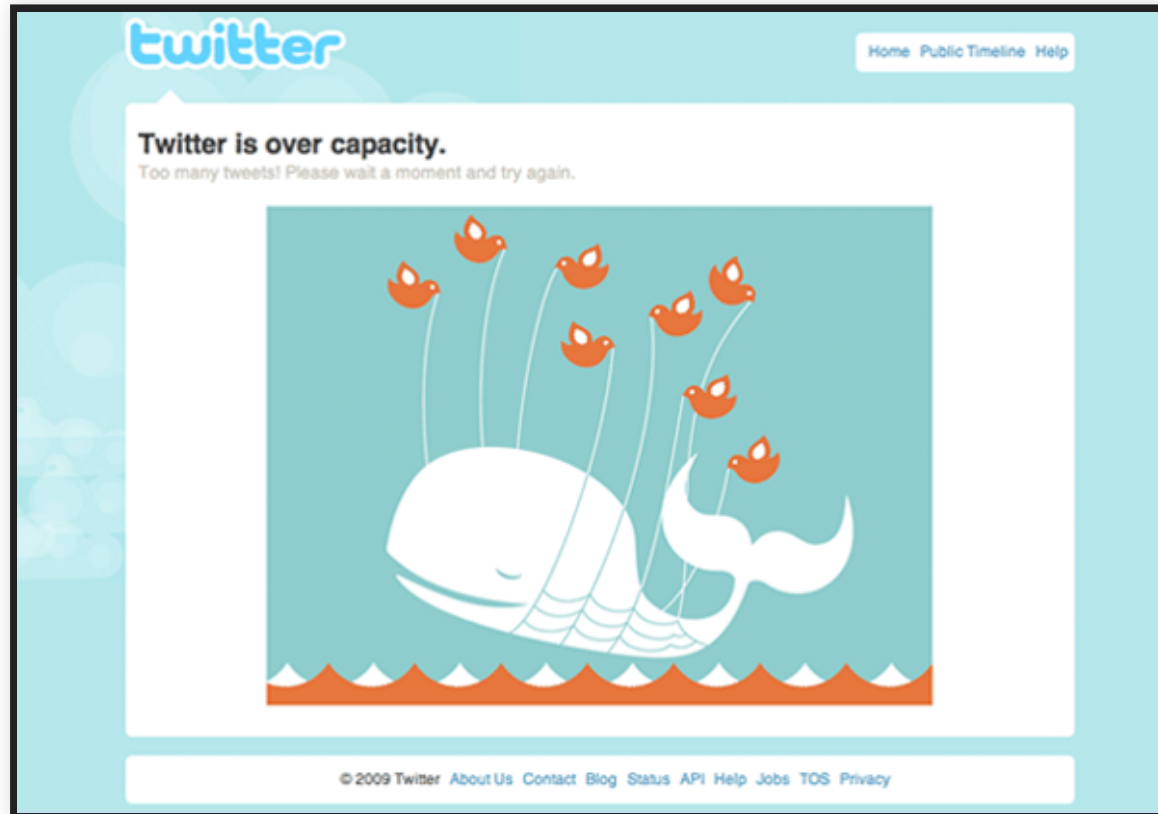 twitter
Home Public Timeline Help
Twitter is over capacity.
Too many tweets! Please wait a moment and try again.
© 2009 Twitter About Us Contact Blog Status API Help Jobs TOS Privacy